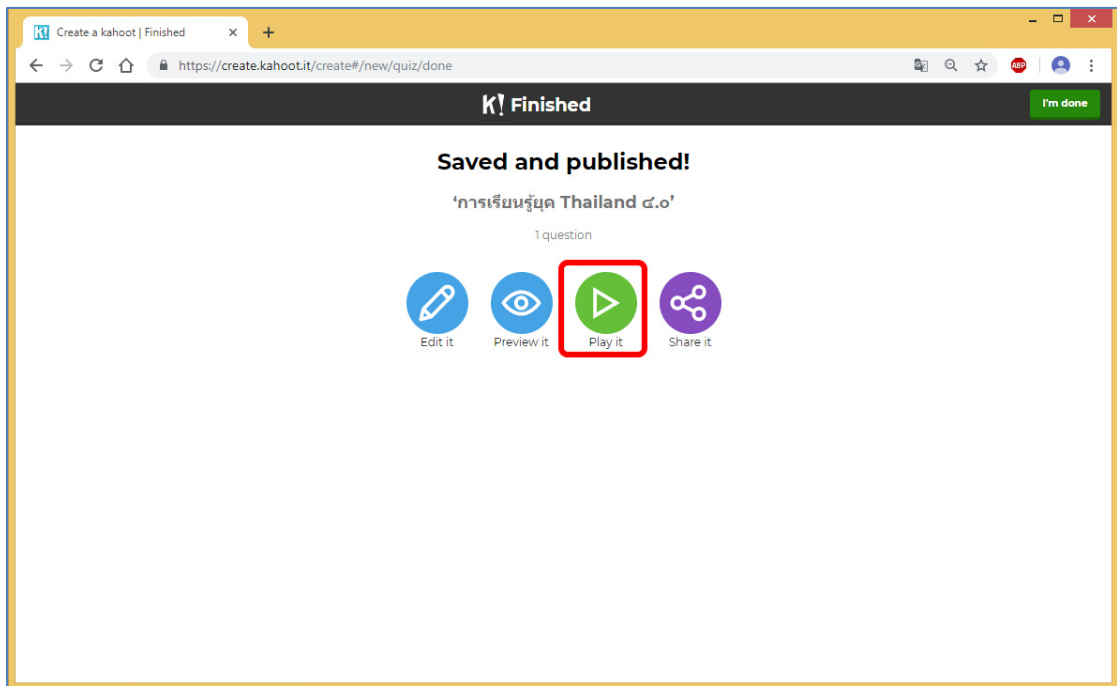 Create a kahoot | Finished
https://create.kahoot.it/create#/new/quiz/done
ABP
K! Finished
I'm done
Saved and published!
‘การเรียนรู้ยุค Thailand ๔.๐’
1 question
Edit it
Preview it
Play it
Share it